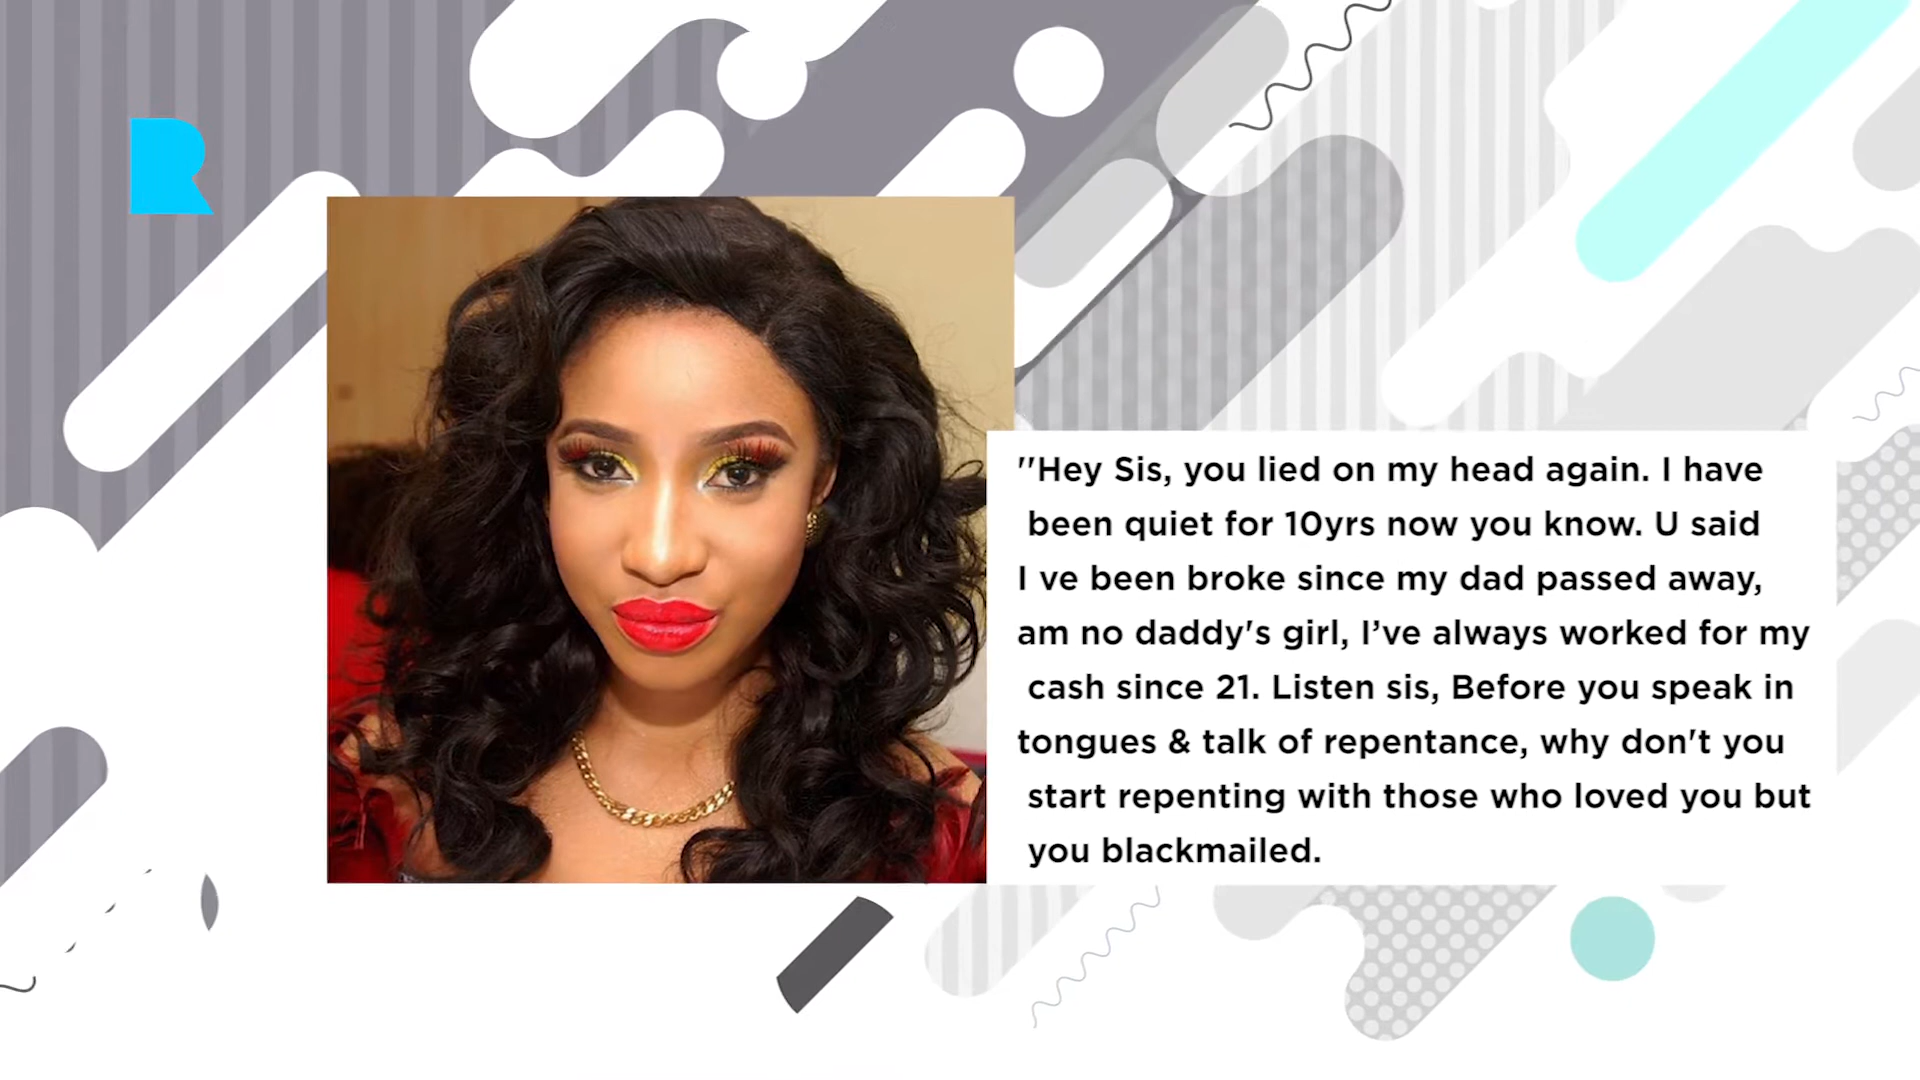 R
''Hey Sis, you lied on my head again. I have
been quiet for 10yrs now you know. U said
I ve been broke since my dad passed away,
am no daddy's girl, I’ve always worked for my
cash since 21. Listen sis, Before you speak in
tongues & talk of repentance, why don't you
start repenting with those who loved you but
you blackmailed.